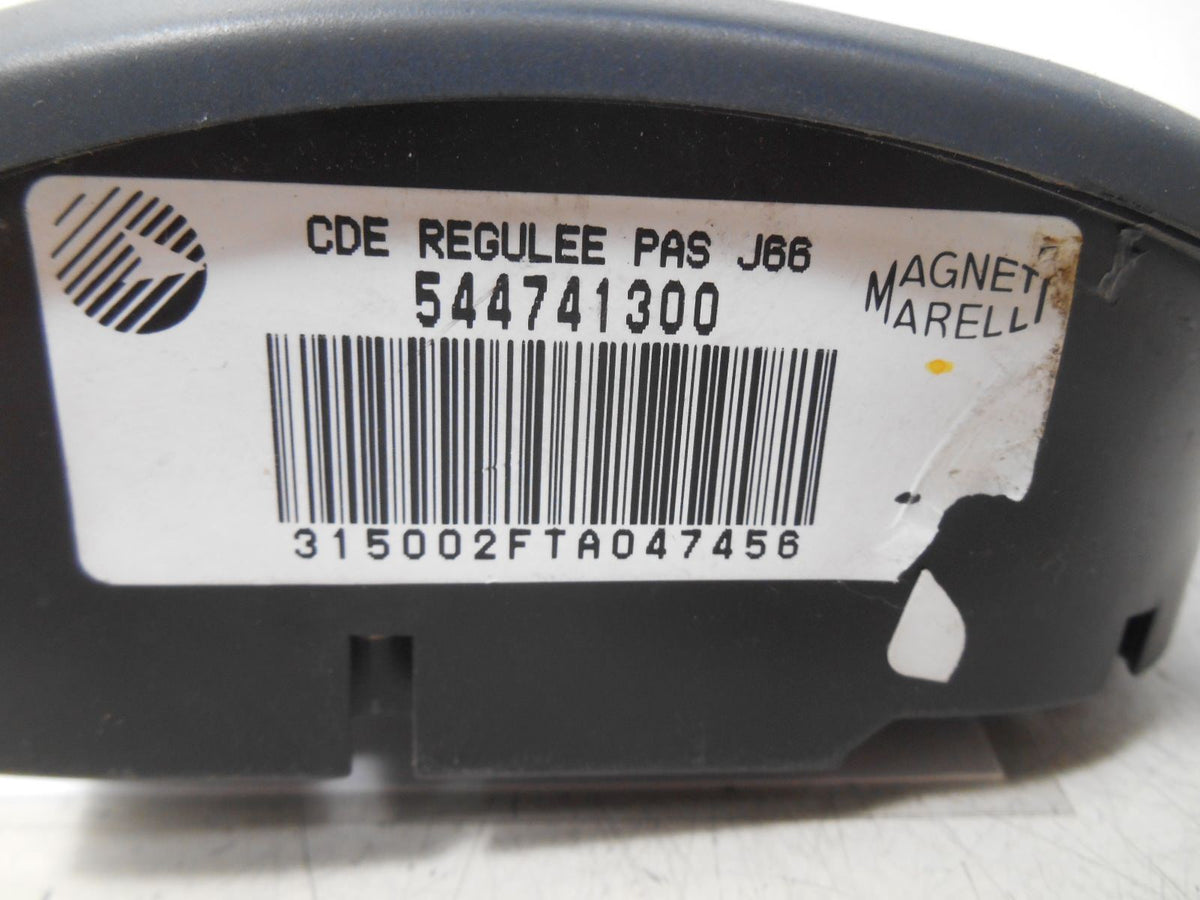 CDE REGULEE PAS J66
544741300
MAGNETI
MARELLI
315002FTA047456